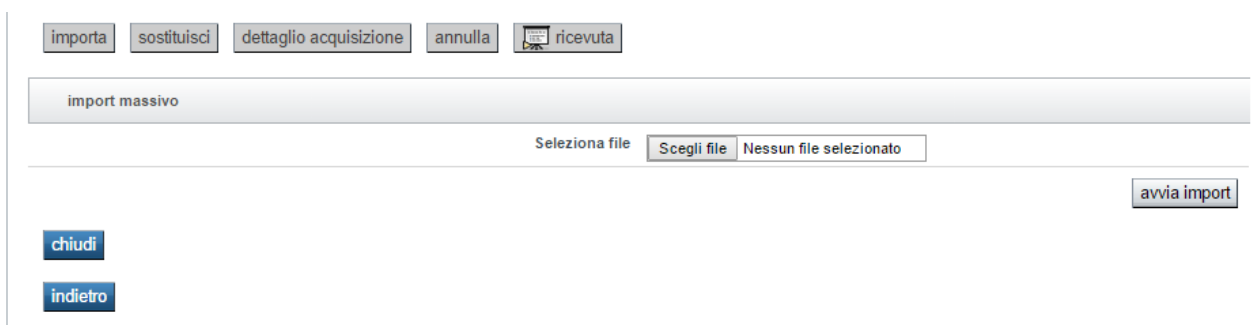 importa sostituisci dettaglio acquisizione annulla ricevuta
import massivo
Seleziona file Scegli file Nessun file selezionato
avvia import
chiudi
indietro